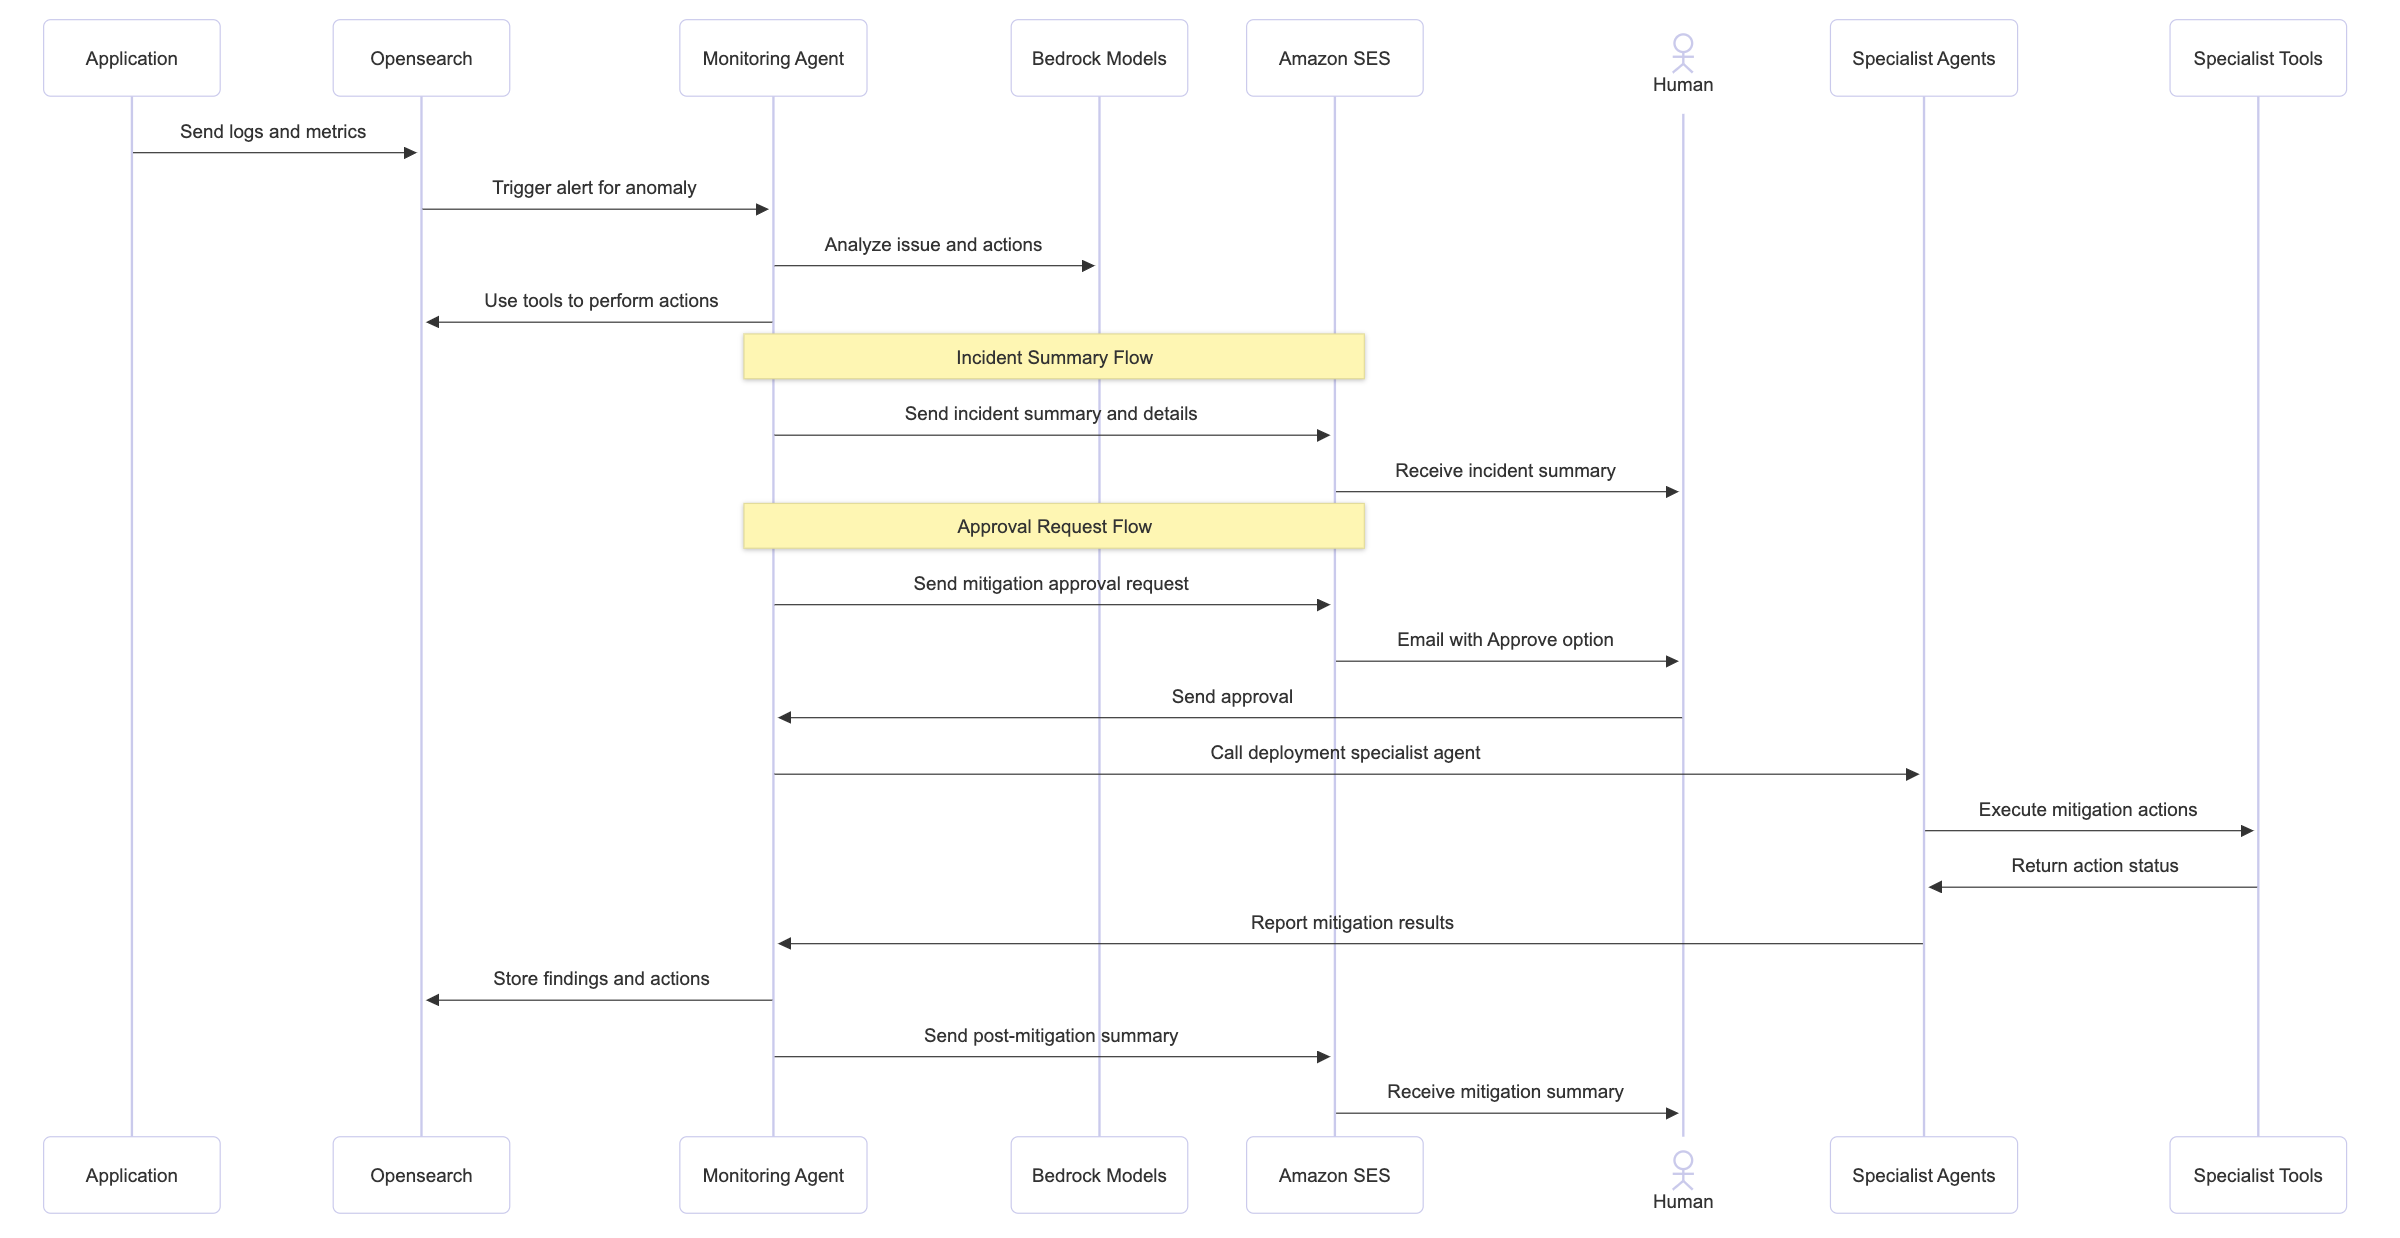 Application
Opensearch
Monitoring Agent
Bedrock Models
Amazon SES
Human
Specialist Agents
Specialist Tools
Send logs and metrics
Trigger alert for anomaly
Analyze issue and actions
Use tools to perform actions
Incident Summary Flow
Send incident summary and details
Receive incident summary
Approval Request Flow
Send mitigation approval request
Email with Approve option
Send approval
Call deployment specialist agent
Execute mitigation actions
Return action status
Report mitigation results
Store findings and actions
Send post-mitigation summary
Receive mitigation summary
Application
Opensearch
Monitoring Agent
Bedrock Models
Amazon SES
Human
Specialist Agents
Specialist Tools